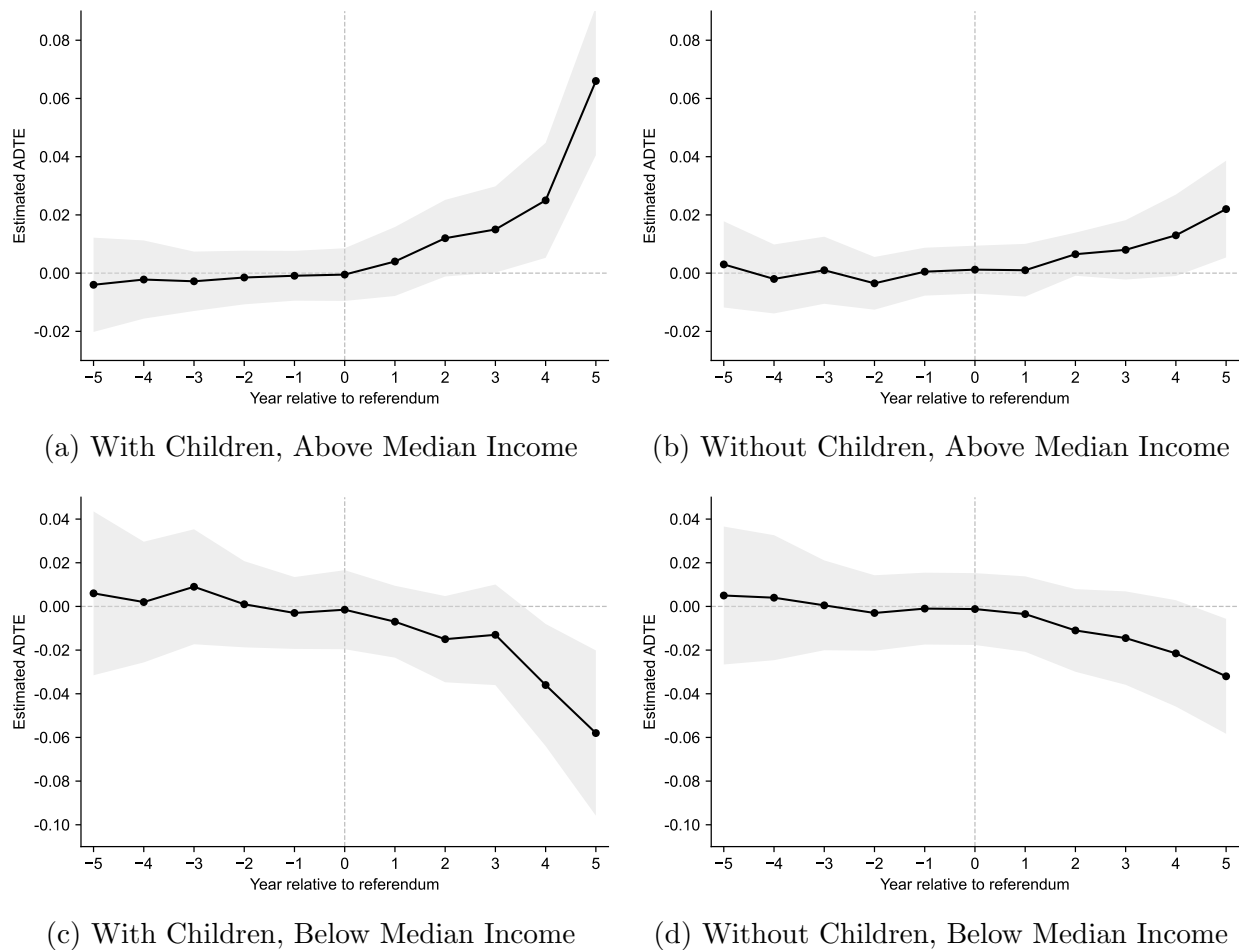 0.08
0.06
0.04
0.02
0.00
-0.02
Estimated ADTE
−5 −4 −3 −2 −1 0 1 2 3 4 5
Year relative to referendum
(a) With Children, Above Median Income
0.08
0.06
0.04
0.02
0.00
-0.02
Estimated ADTE
−5 −4 −3 −2 −1 0 1 2 3 4 5
Year relative to referendum
(b) Without Children, Above Median Income
0.04
0.02
0.00
-0.02
-0.04
-0.06
-0.08
-0.10
Estimated ADTE
−5 −4 −3 −2 −1 0 1 2 3 4 5
Year relative to referendum
(c) With Children, Below Median Income
0.04
0.02
0.00
-0.02
-0.04
-0.06
-0.08
-0.10
Estimated ADTE
−5 −4 −3 −2 −1 0 1 2 3 4 5
Year relative to referendum
(d) Without Children, Below Median Income